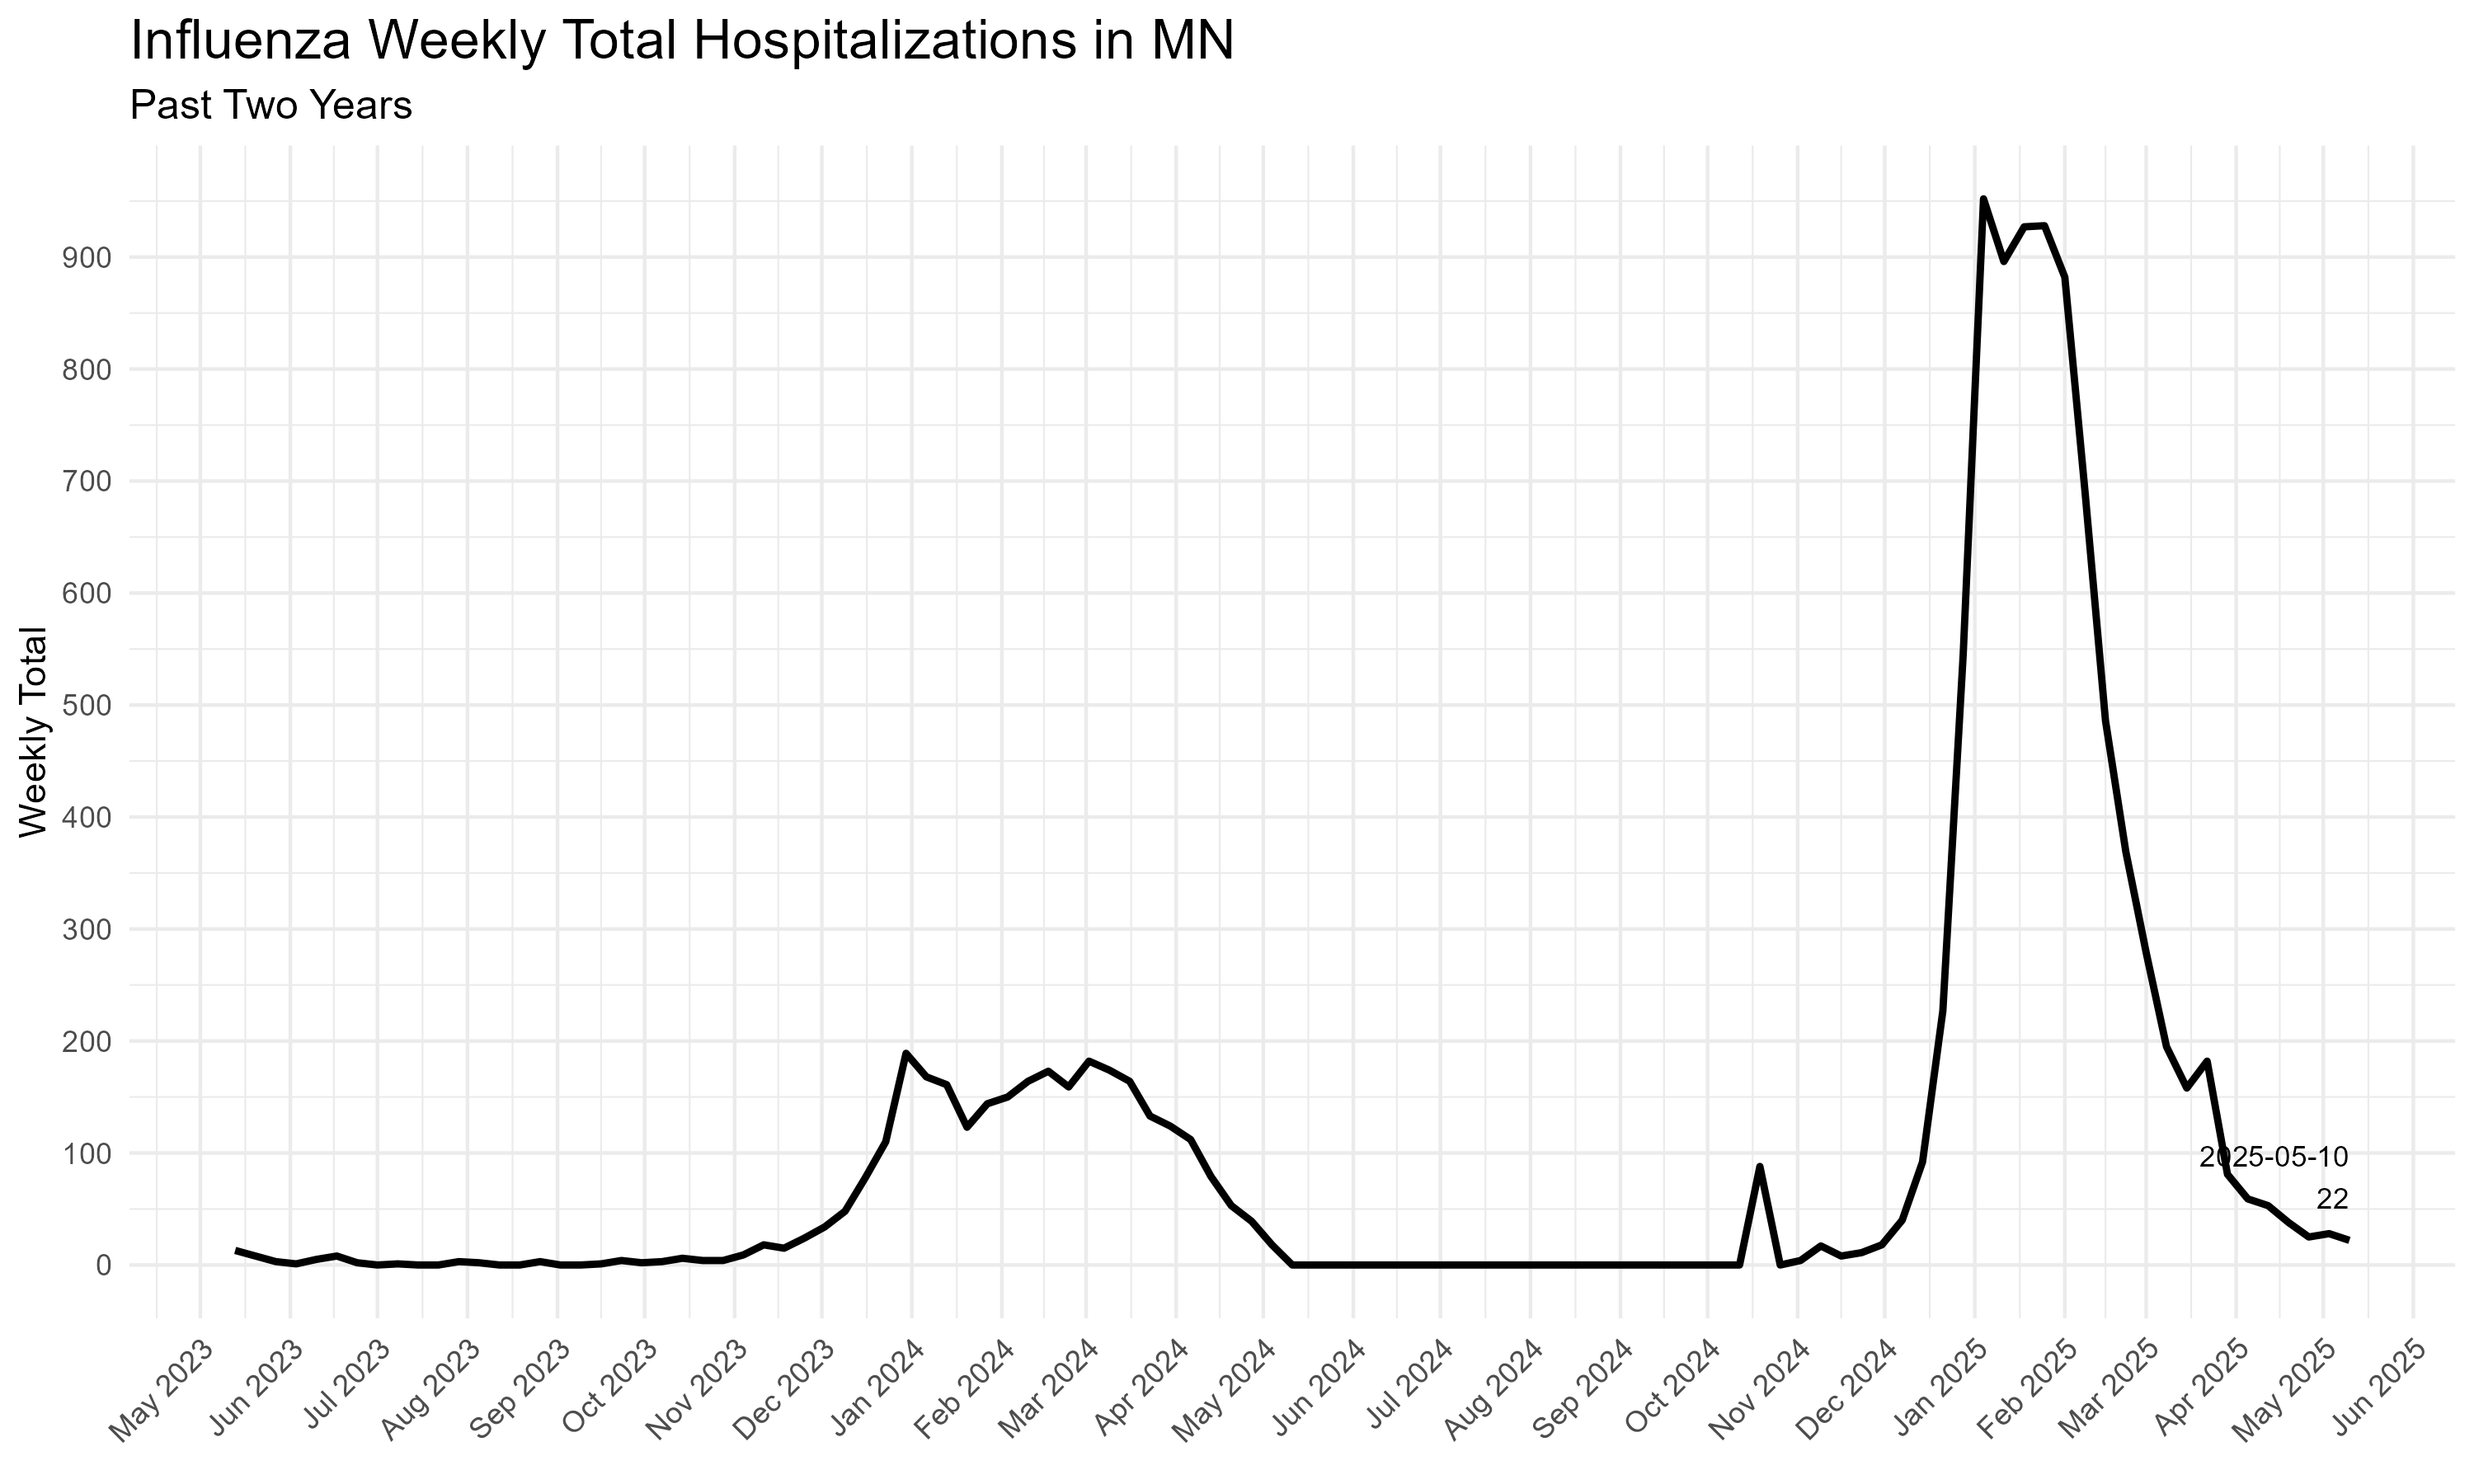 Influenza Weekly Total Hospitalizations in MN
Past Two Years
Weekly Total
900
800
700
600
500
400
300
200
100
0
2025-05-10
22
May 2023
Jun 2023
Jul 2023
Aug 2023
Sep 2023
Oct 2023
Nov 2023
Dec 2023
Jan 2024
Feb 2024
Mar 2024
Apr 2024
May 2024
Jun 2024
Jul 2024
Aug 2024
Sep 2024
Oct 2024
Nov 2024
Dec 2024
Jan 2025
Feb 2025
Mar 2025
Apr 2025
May 2025
Jun 2025